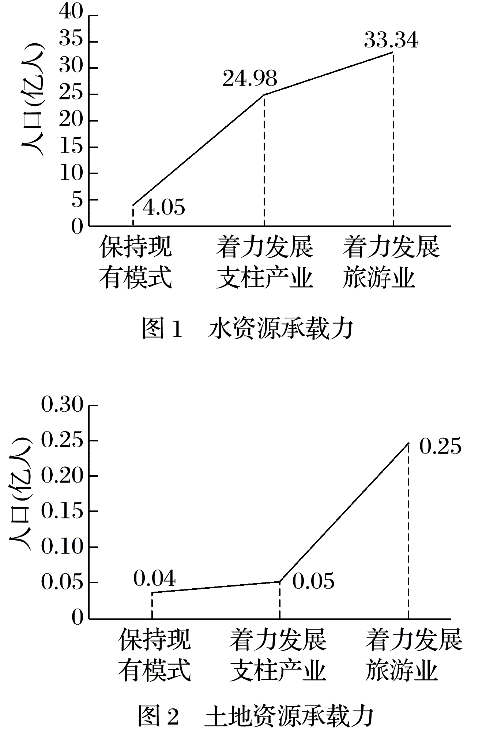 人口(亿人)
40
35
30
25
20
15
10
5
0
4.05
24.98
33.34
保持现
有模式
着力发展
支柱产业
着力发展
旅游业
图1 水资源承载力
人口(亿人)
0.30
0.25
0.20
0.15
0.10
0.05
0
0.04
0.05
0.25
保持现
有模式
着力发展
支柱产业
着力发展
旅游业
图2 土地资源承载力